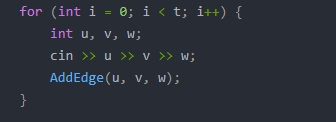 for (int i = 0; i < t; i++) {
    int u, v, w;
    cin >> u >> v >> w;
    AddEdge(u, v, w);
}